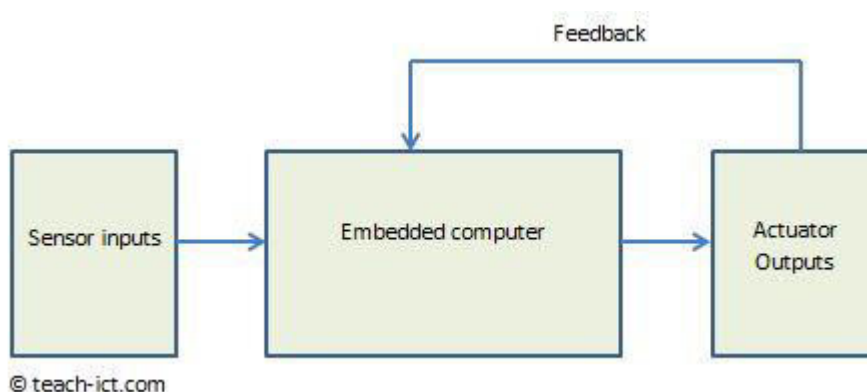 Feedback
Sensor inputs
Embedded computer
Actuator
Outputs
© teach-ict.com